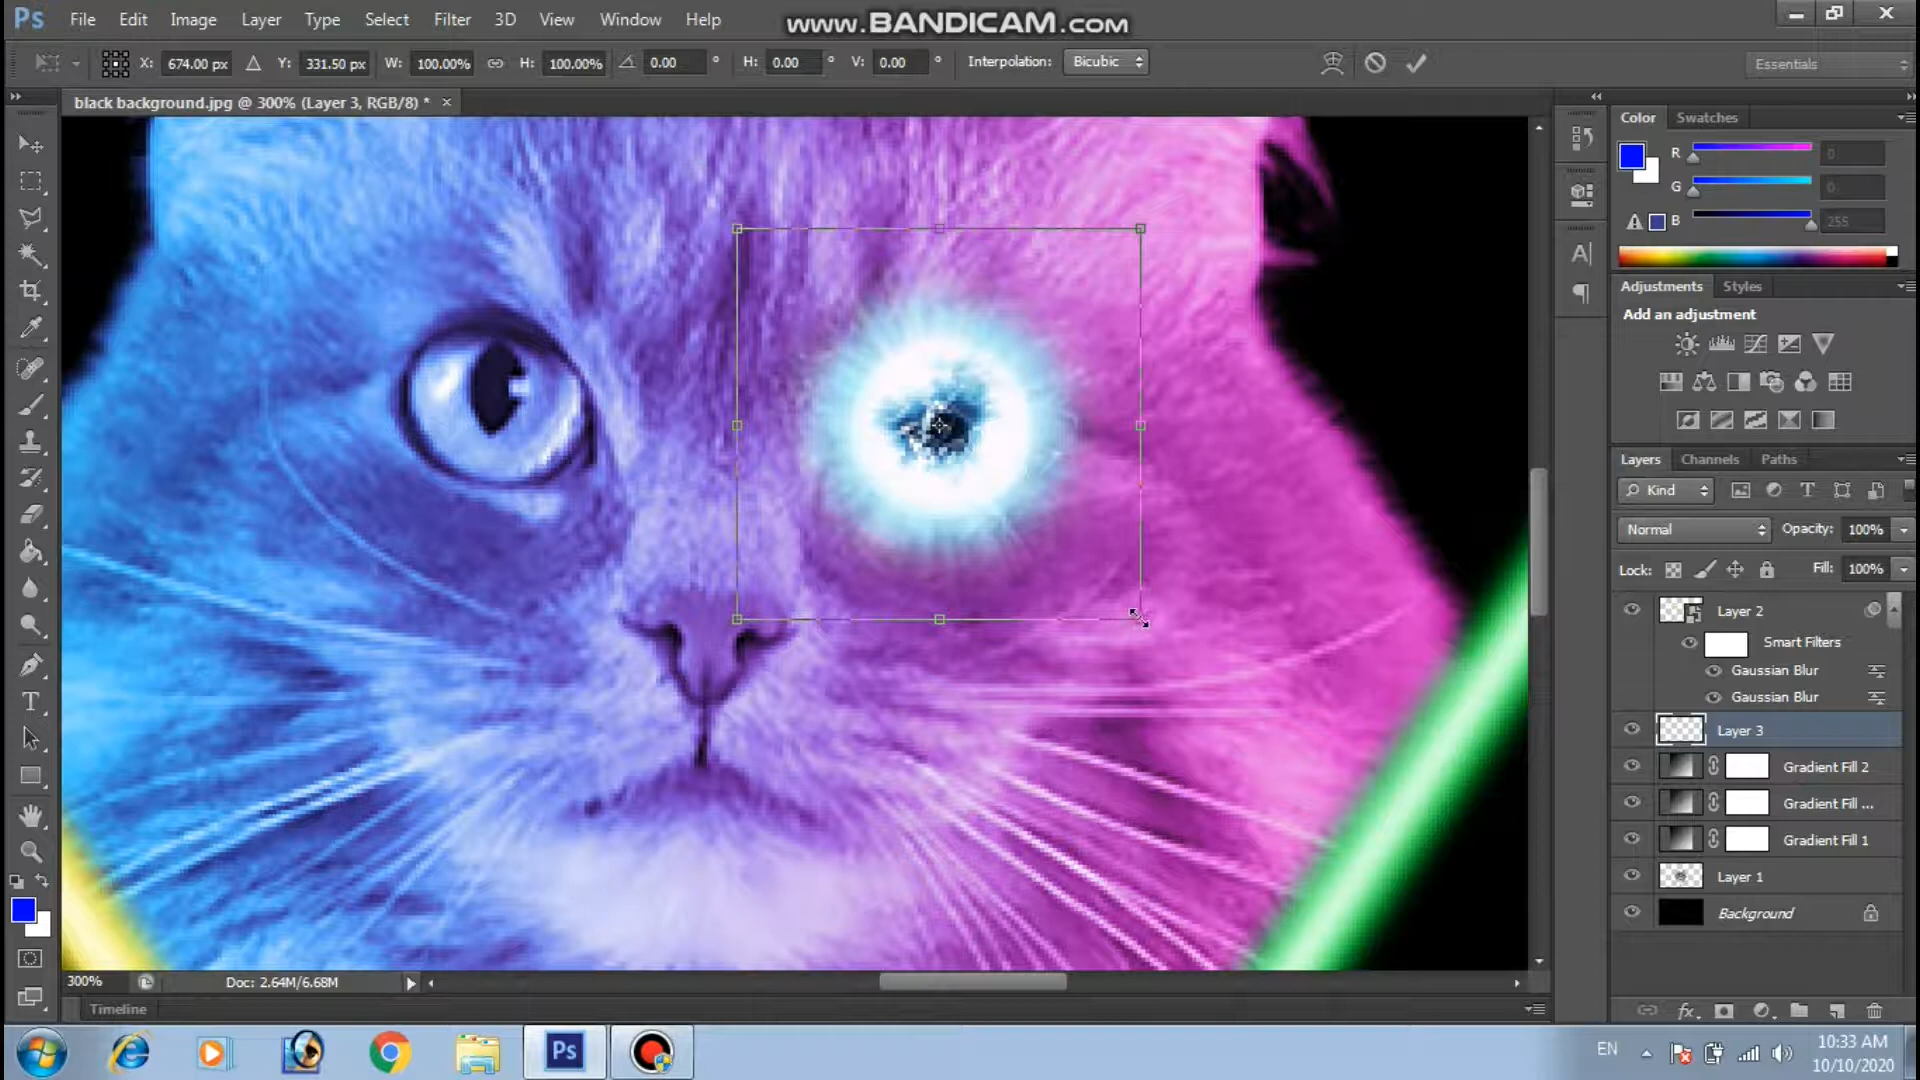 Ps File Edit Image Layer Type Select Filter 3D View Window Help
www.BANDICAM.com
X: 674.00 px Y: 331.50 px W: 100.00% H: 100.00% 0.00 ° H: 0.00 ° V: 0.00 ° Interpolation: Bicubic Essentials
black background.jpg @ 300% (Layer 3, RGB/8) * ×
Color Swatches
R 0
G 0
B 255
Adjustments Styles
Add an adjustment
Layers Channels Paths
Kind
Normal Opacity: 100%
Lock: Fill: 100%
Layer 2
Smart Filters
Gaussian Blur
Gaussian Blur
Layer 3
Gradient Fill 2
Gradient Fill ...
Gradient Fill 1
Layer 1
Background
300% Doc: 2.64M/6.68M
Timeline
Ps
EN
10:33 AM
10/10/2020